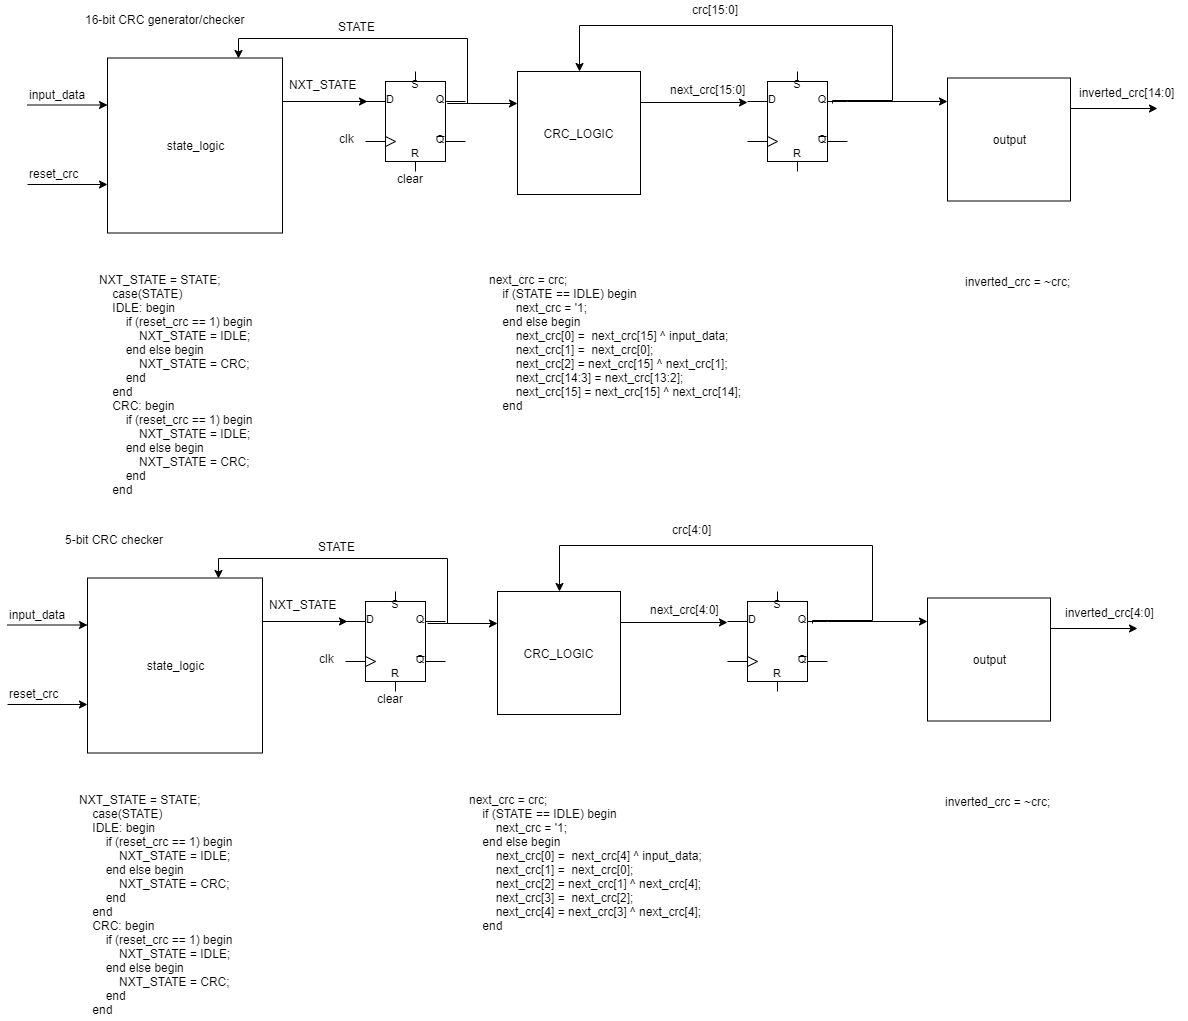 16-bit CRC generator/checker
STATE
crc[15:0]
input_data
reset_crc
state_logic
NXT_STATE
S
D
Q
Q
R
clk
clear
CRC_LOGIC
next_crc[15:0]
S
D
Q
Q
R
output
inverted_crc[14:0]
NXT_STATE = STATE;
case(STATE)
IDLE: begin
if (reset_crc == 1) begin
NXT_STATE = IDLE;
end else begin
NXT_STATE = CRC;
end
end
CRC: begin
if (reset_crc == 1) begin
NXT_STATE = IDLE;
end else begin
NXT_STATE = CRC;
end
end
next_crc = crc;
if (STATE == IDLE) begin
next_crc = '1;
end else begin
next_crc[0] =  next_crc[15] ^ input_data;
next_crc[1] =  next_crc[0];
next_crc[2] = next_crc[15] ^ next_crc[1];
next_crc[14:3] = next_crc[13:2];
next_crc[15] = next_crc[15] ^ next_crc[14];
end
inverted_crc = ~crc;
5-bit CRC checker
STATE
crc[4:0]
input_data
reset_crc
state_logic
NXT_STATE
S
D
Q
Q
R
clk
clear
CRC_LOGIC
next_crc[4:0]
S
D
Q
Q
R
output
inverted_crc[4:0]
NXT_STATE = STATE;
case(STATE)
IDLE: begin
if (reset_crc == 1) begin
NXT_STATE = IDLE;
end else begin
NXT_STATE = CRC;
end
end
CRC: begin
if (reset_crc == 1) begin
NXT_STATE = IDLE;
end else begin
NXT_STATE = CRC;
end
end
next_crc = crc;
if (STATE == IDLE) begin
next_crc = '1;
end else begin
next_crc[0] =  next_crc[4] ^ input_data;
next_crc[1] =  next_crc[0];
next_crc[2] = next_crc[1] ^ next_crc[4];
next_crc[3] =  next_crc[2];
next_crc[4] = next_crc[3] ^ next_crc[4];
end
inverted_crc = ~crc;